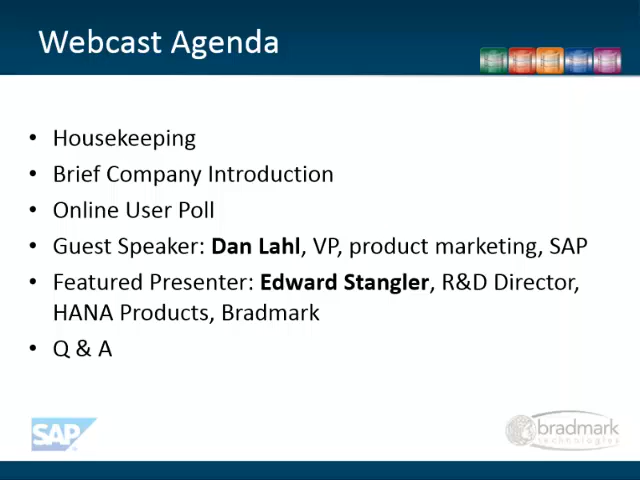 Webcast Agenda
• Housekeeping
• Brief Company Introduction
• Online User Poll
• Guest Speaker: Dan Lahl, VP, product marketing, SAP
• Featured Presenter: Edward Stangler, R&D Director,
HANA Products, Bradmark
• Q & A
SAP
bradmark
technologies